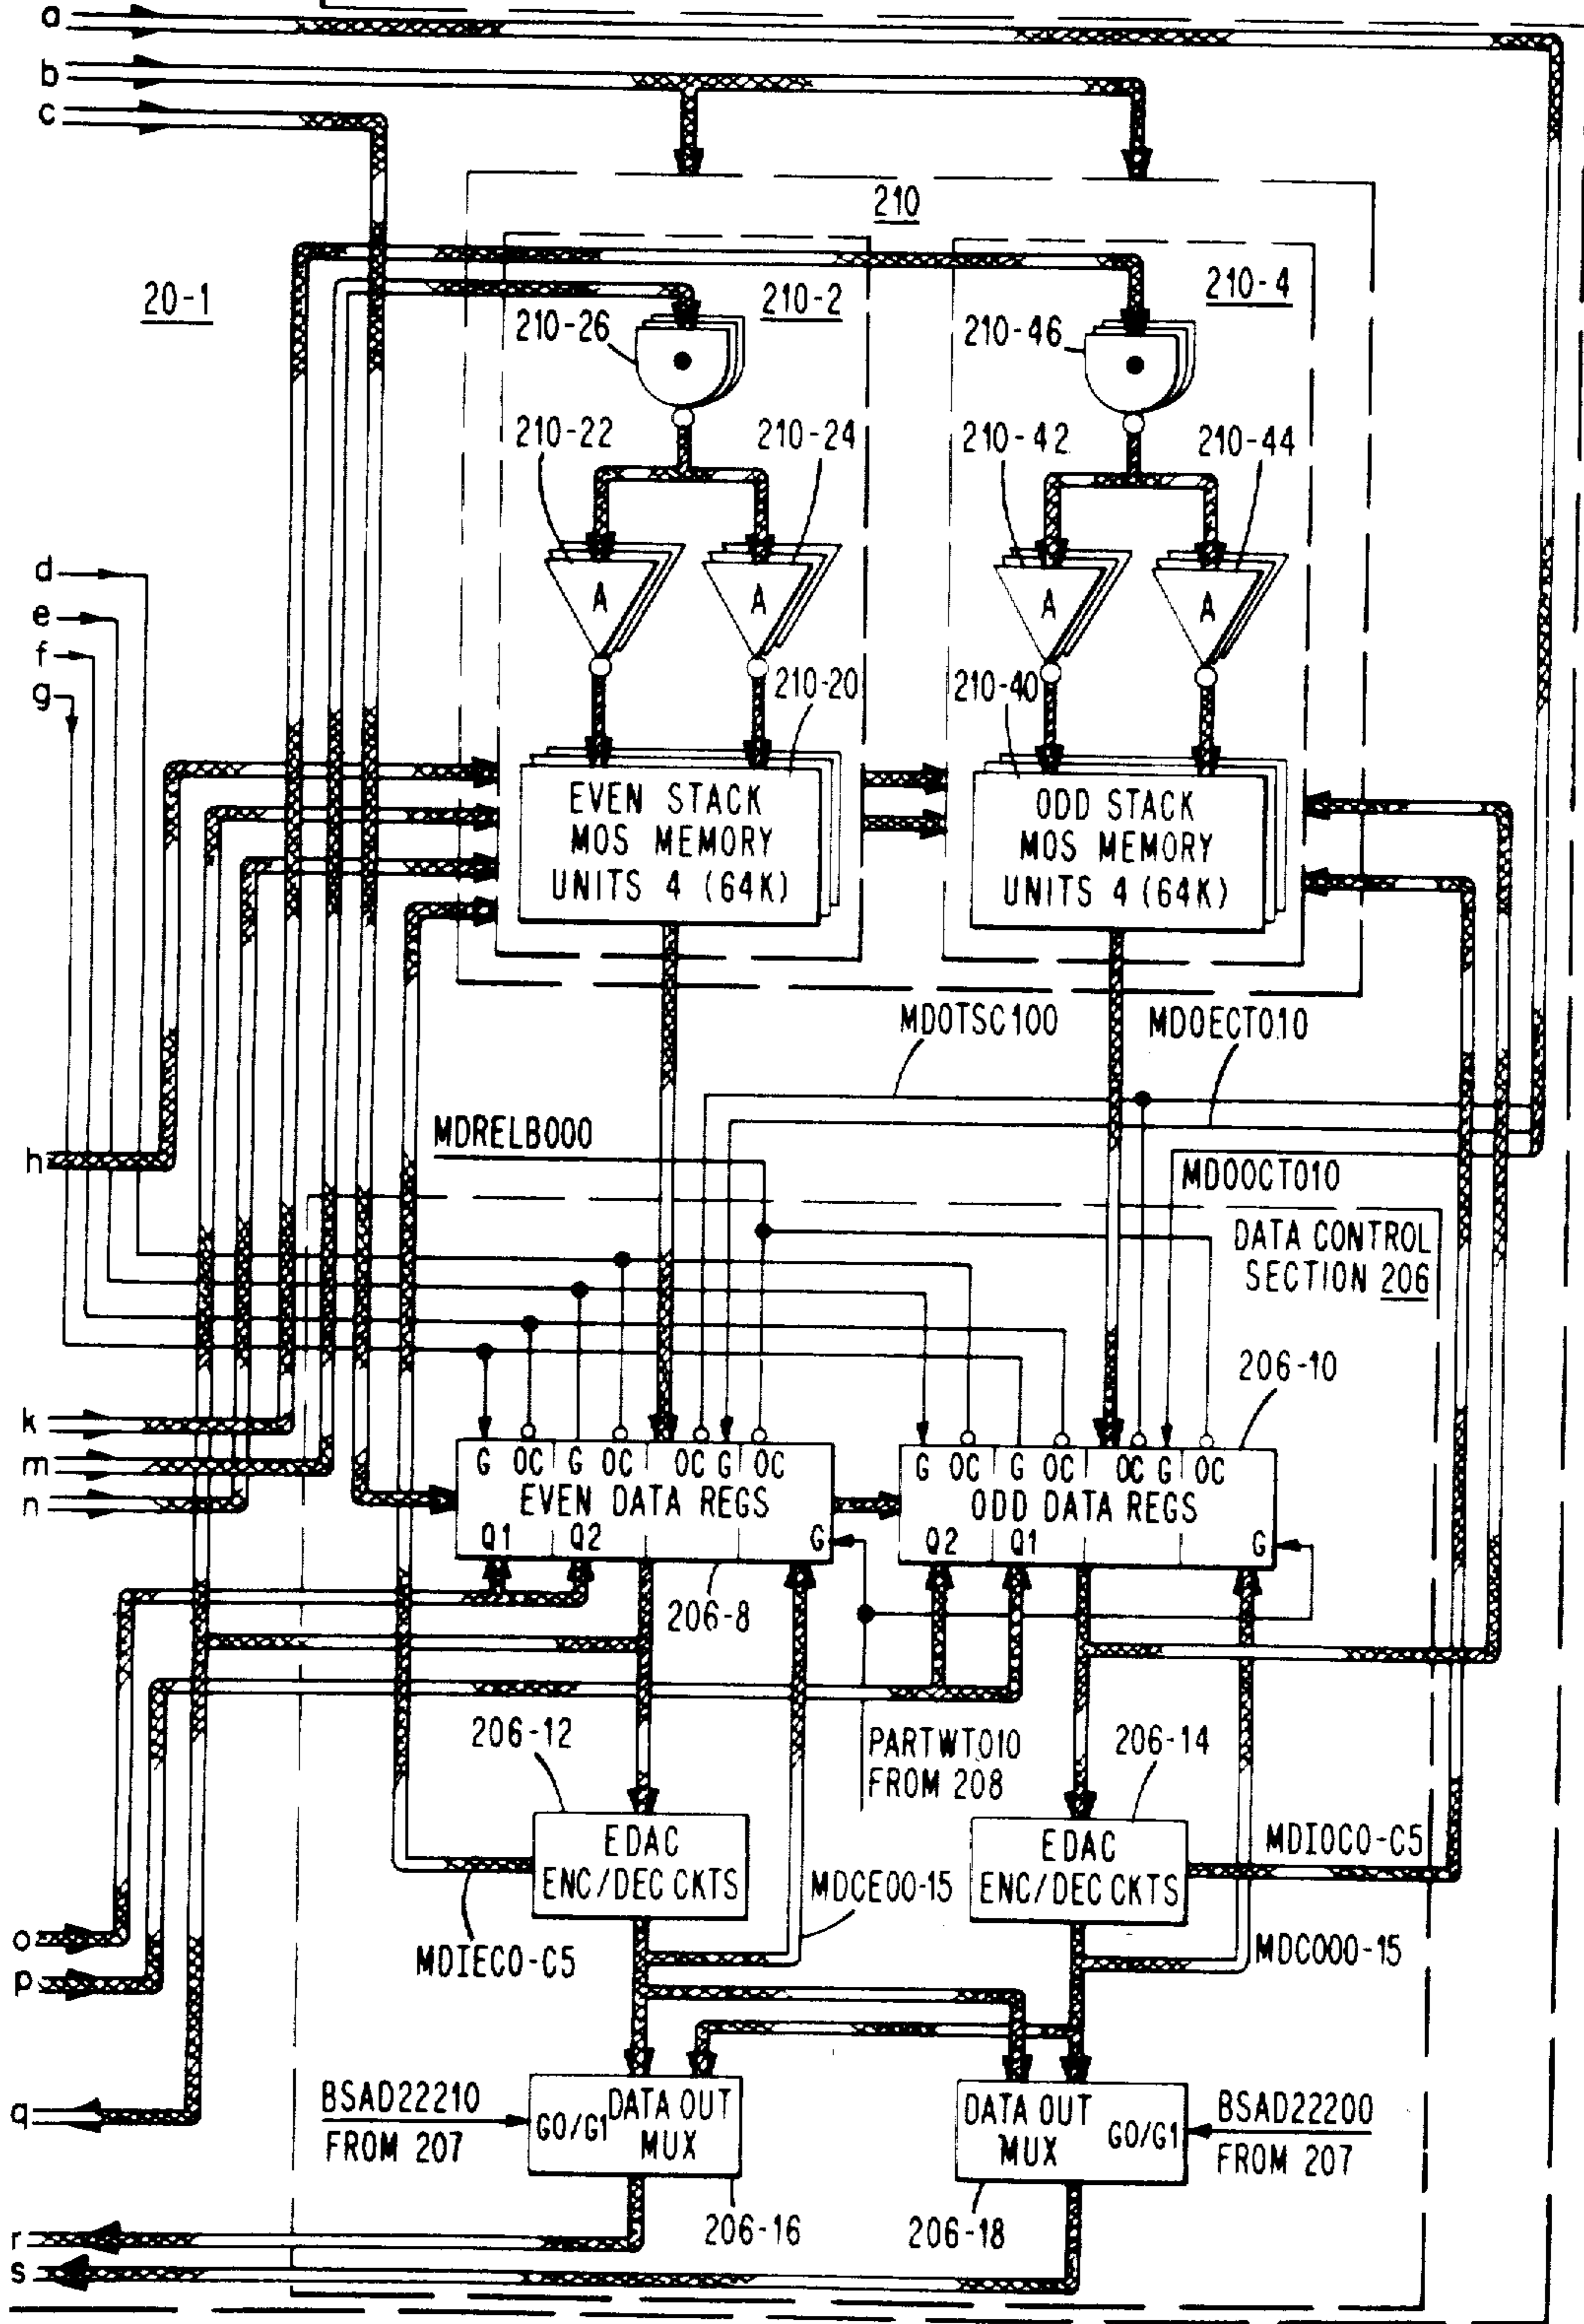 a
b
c
210
20-1
210-2
210-4
210-26
210-46
210-22
210-24
210-42
210-44
d
e
f
g
A
A
A
A
210-20
210-40
EVEN STACK
MOS MEMORY
UNITS 4 (64K)
ODD STACK
MOS MEMORY
UNITS 4 (64K)
MDOTSC100
MDOECT010
MDRELB000
h
MDOOCT010
DATA CONTROL
SECTION 206
206-10
k
m
n
G OC G OC OC G OC
EVEN DATA REGS
Q1 Q2 G
G OC G OC OC G OC
ODD DATA REGS
Q2 Q1 G
206-8
206-12
PARTWT010
FROM 208
206-14
EDAC
ENC/DEC CKTS
EDAC
ENC/DEC CKTS
MDIOC0-C5
MDCE00-15
MDIEC0-C5
MDCO00-15
o
p
q
BSAD22210
FROM 207
G0/G1 DATA OUT
MUX
DATA OUT
MUX G0/G1
BSAD22200
FROM 207
206-16
206-18
r
s